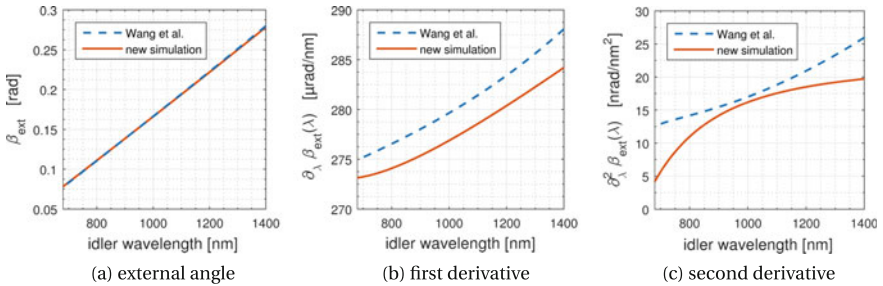 0.3
0.25
0.2
0.15
0.1
0.05
800 1000 1200 1400
β_ext [rad]
idler wavelength [nm]
Wang et al.
new simulation
(a) external angle
290
285
280
275
270
800 1000 1200 1400
∂_λ β_ext(λ) [µrad/nm]
idler wavelength [nm]
Wang et al.
new simulation
(b) first derivative
30
25
20
15
10
5
0
800 1000 1200 1400
∂²_λ β_ext(λ) [nrad/nm²]
idler wavelength [nm]
Wang et al.
new simulation
(c) second derivative